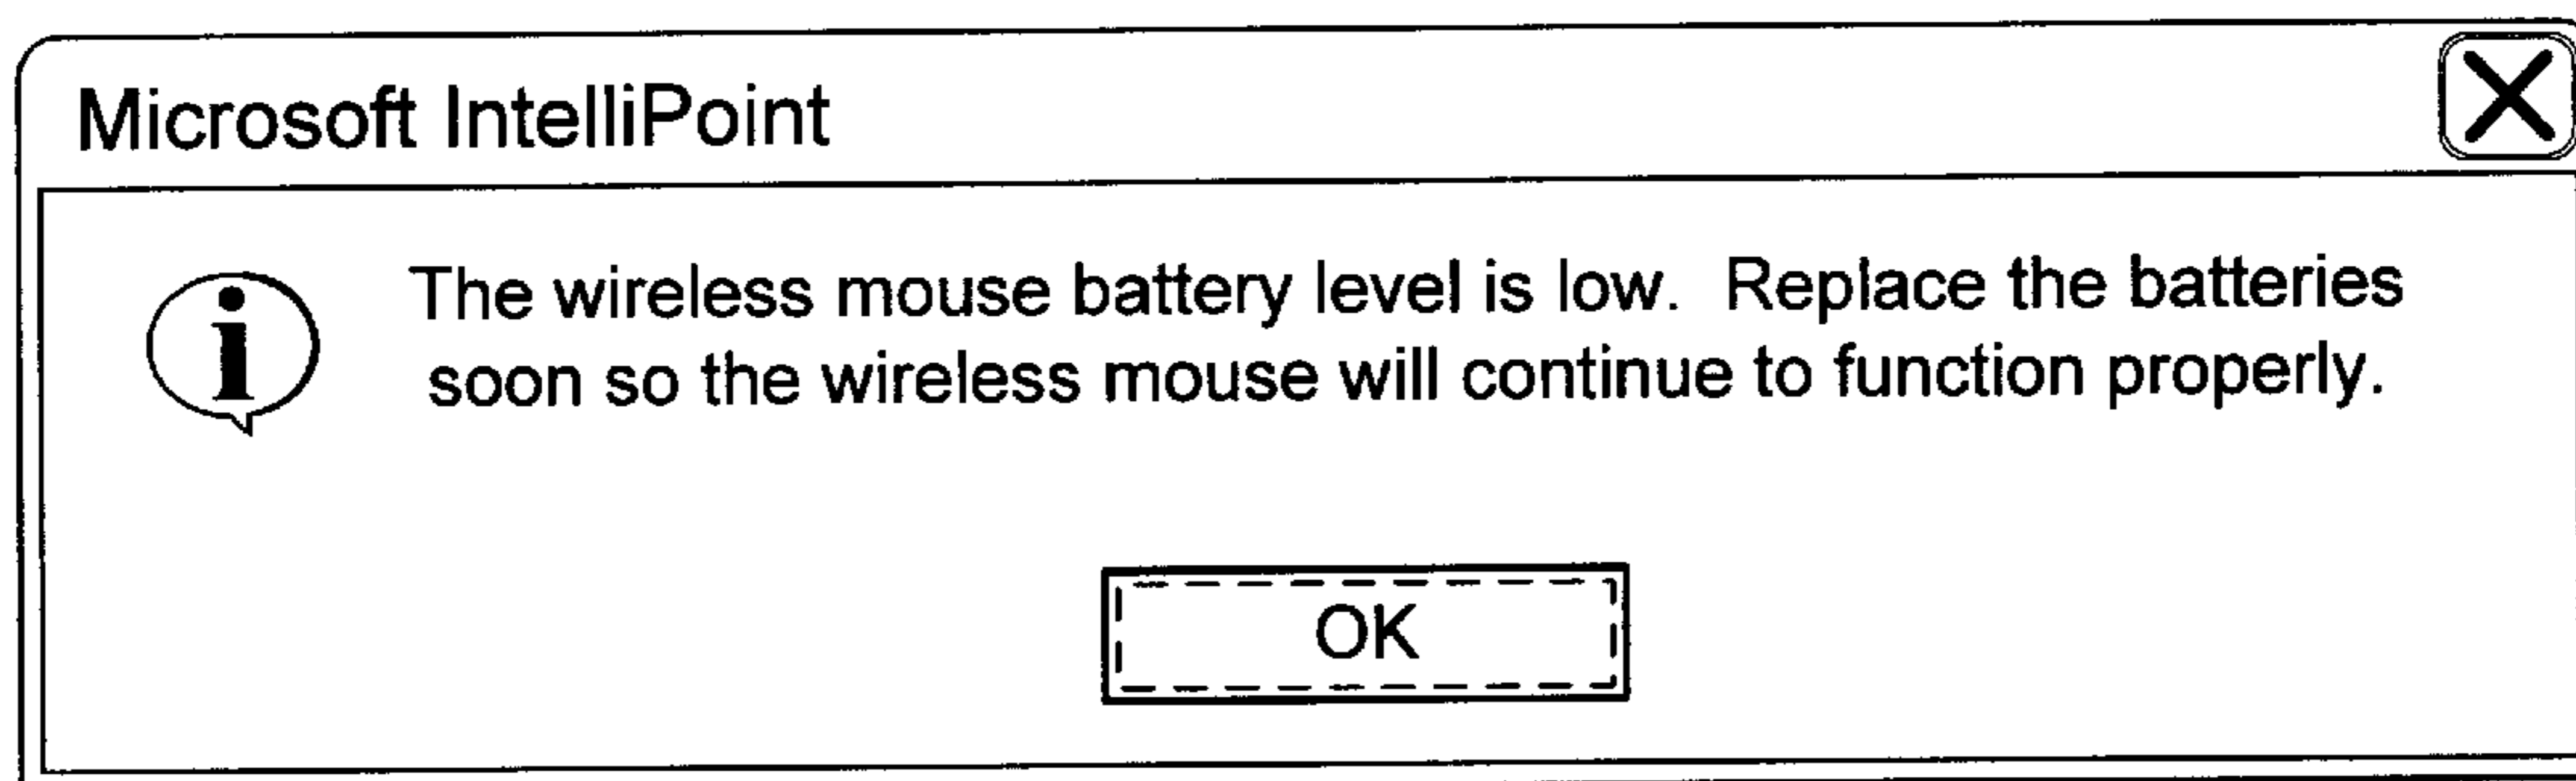 Microsoft IntelliPoint
The wireless mouse battery level is low.  Replace the batteries
soon so the wireless mouse will continue to function properly.
OK